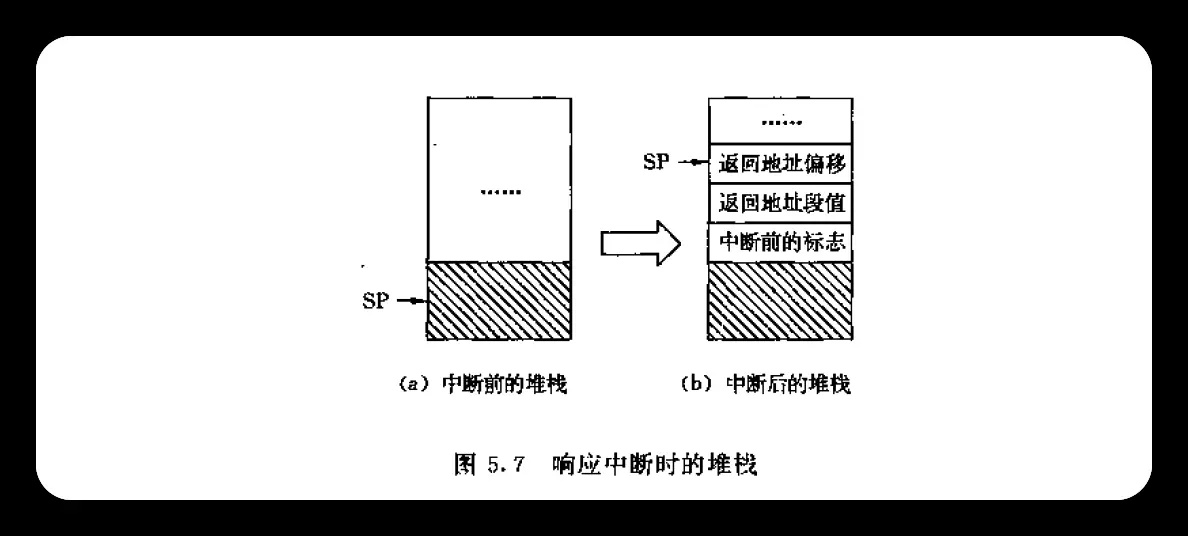 ……
SP
返回地址偏移
返回地址段值
中断前的标志
……
SP
(a) 中断前的堆栈
(b) 中断后的堆栈
图 5.7 响应中断时的堆栈